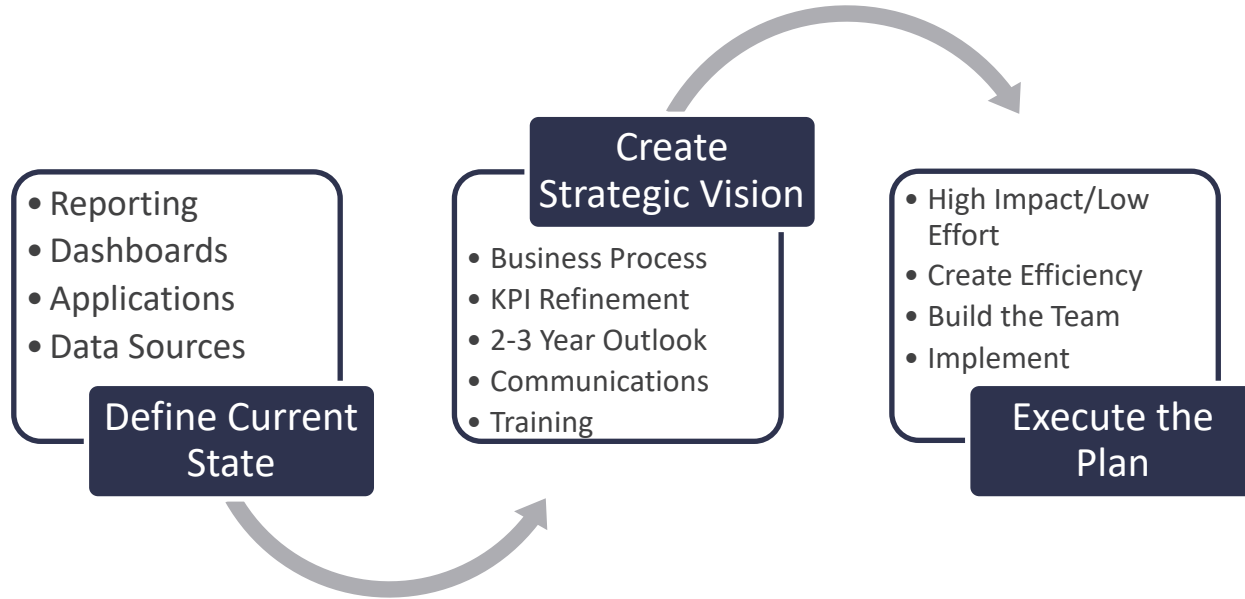 • Reporting
• Dashboards
• Applications
• Data Sources
Define Current
State
Create
Strategic Vision
• Business Process
• KPI Refinement
• 2-3 Year Outlook
• Communications
• Training
• High Impact/Low
Effort
• Create Efficiency
• Build the Team
• Implement
Execute the
Plan